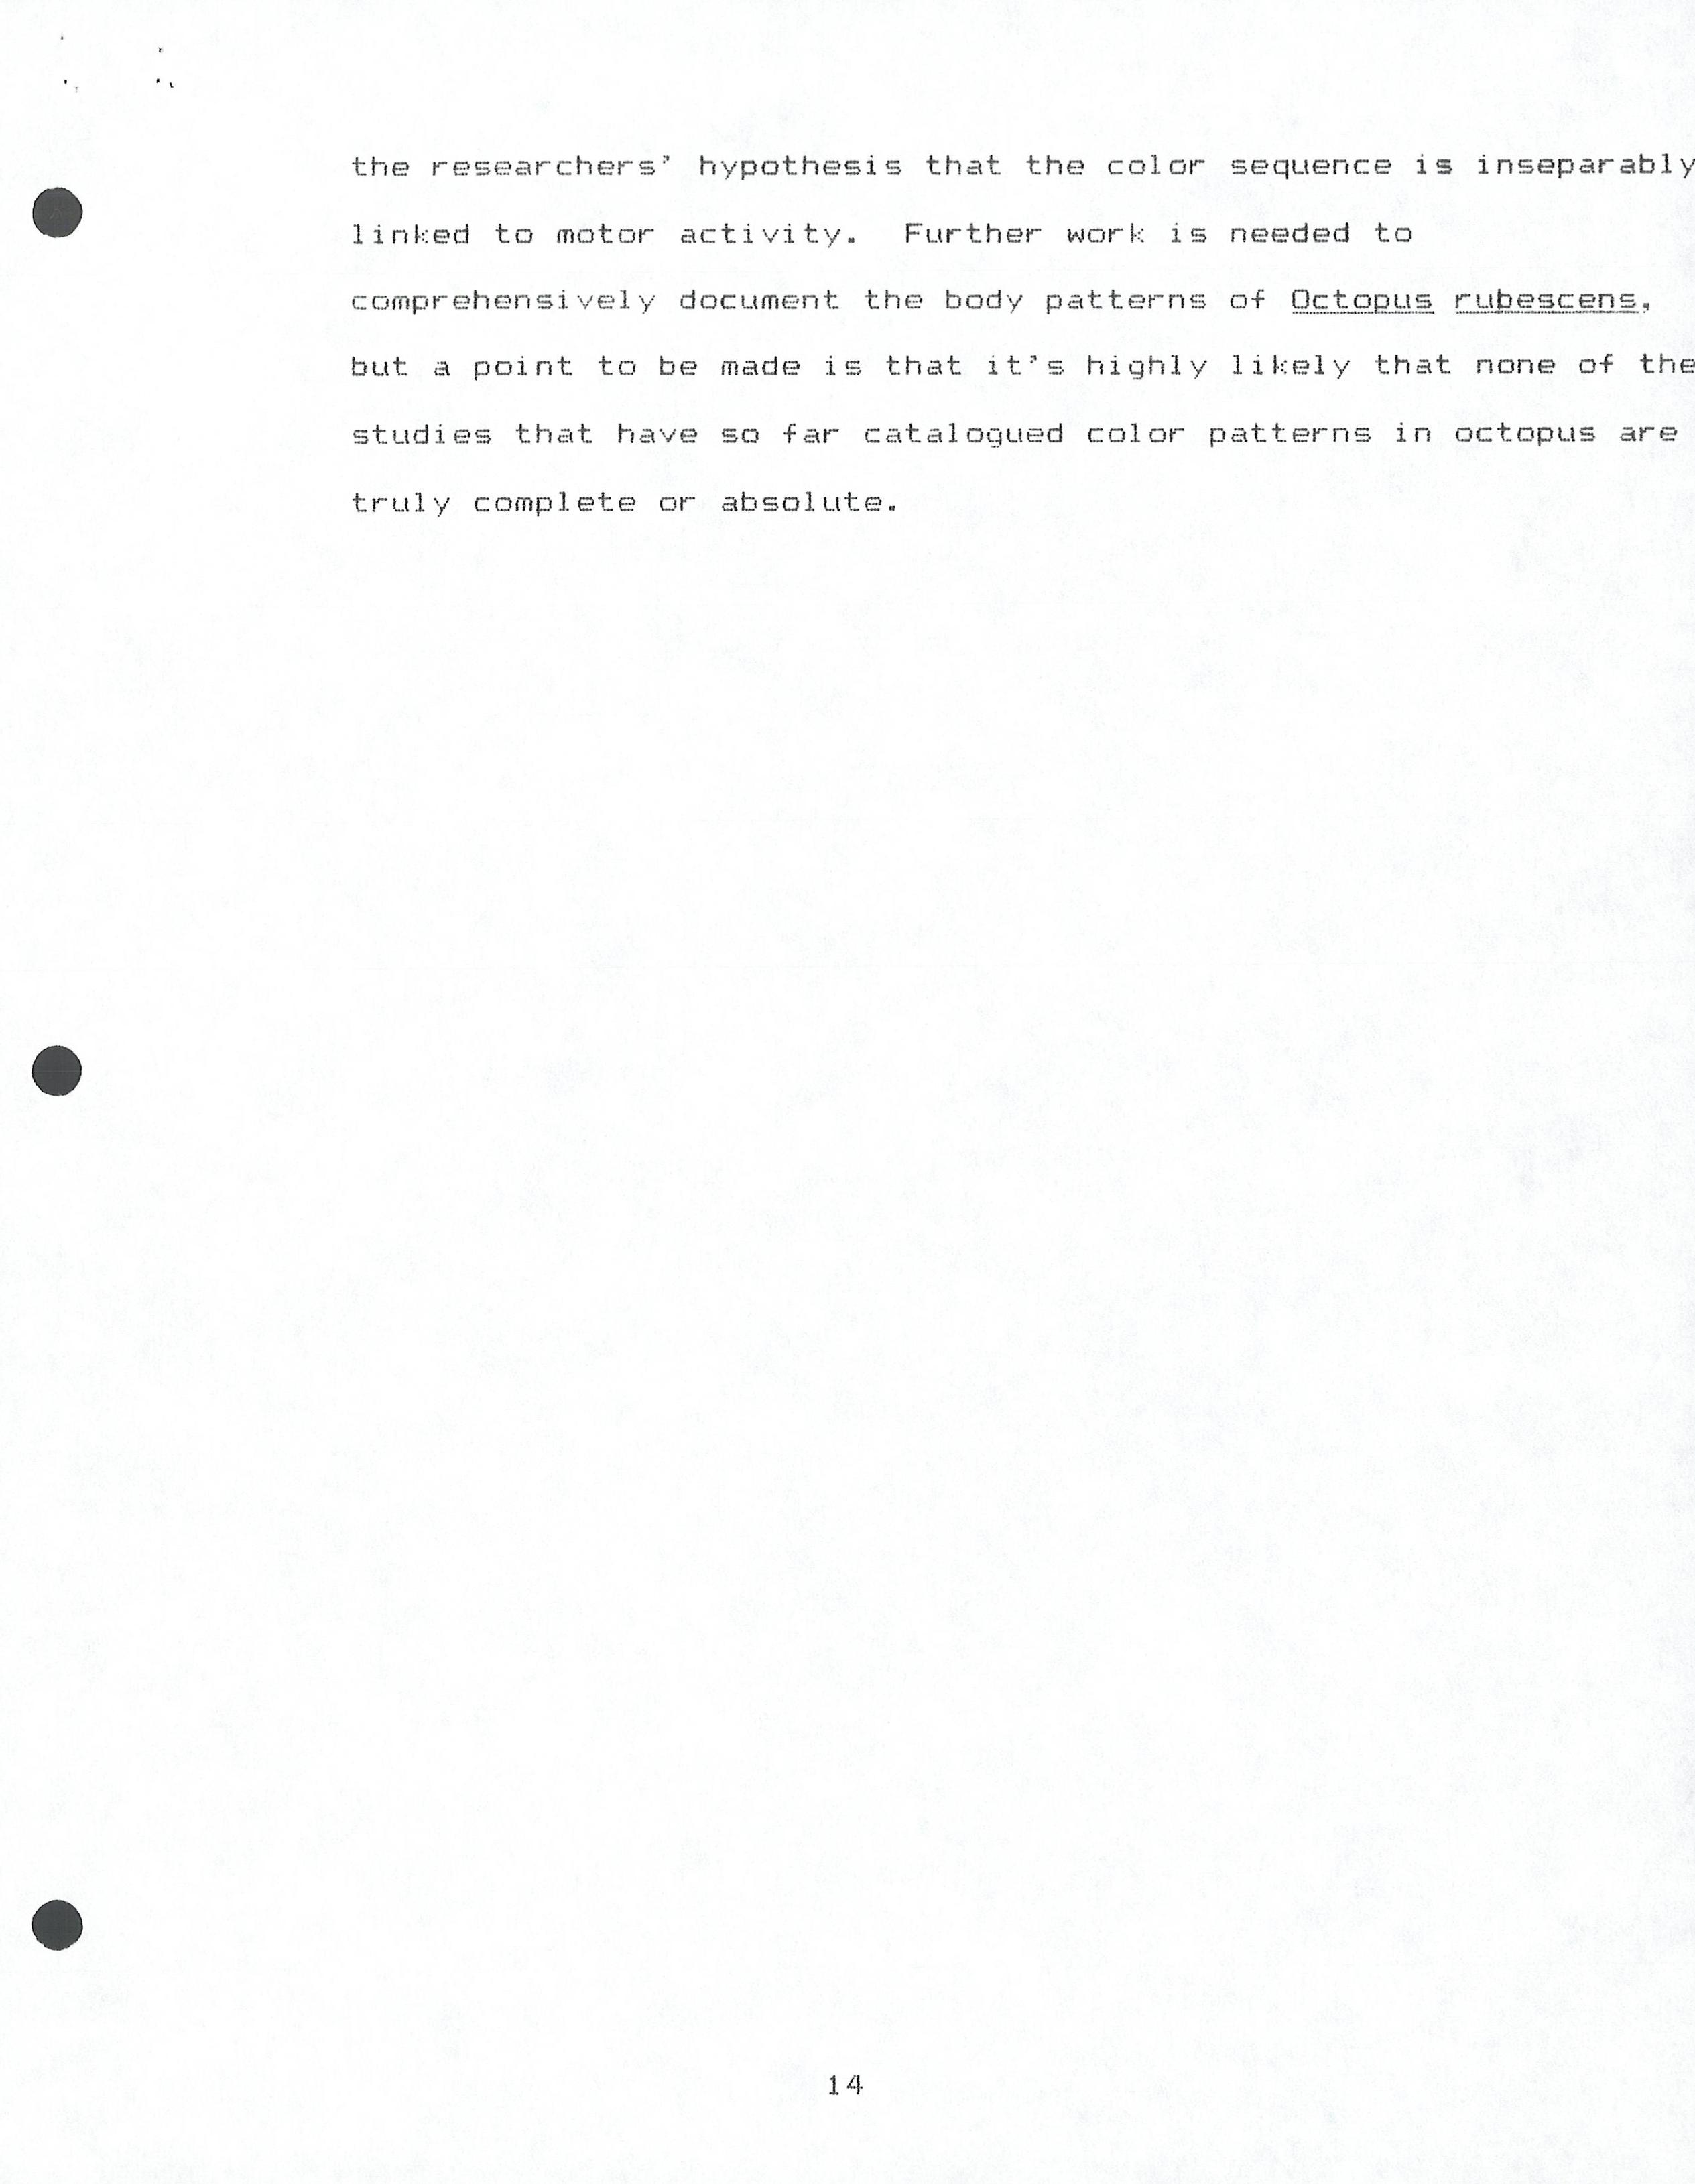 the researchers' hypothesis that the color sequence is inseparably
linked to motor activity.  Further work is needed to
comprehensively document the body patterns of Octopus rubescens,
but a point to be made is that it's highly likely that none of the
studies that have so far catalogued color patterns in octopus are
truly complete or absolute.
14